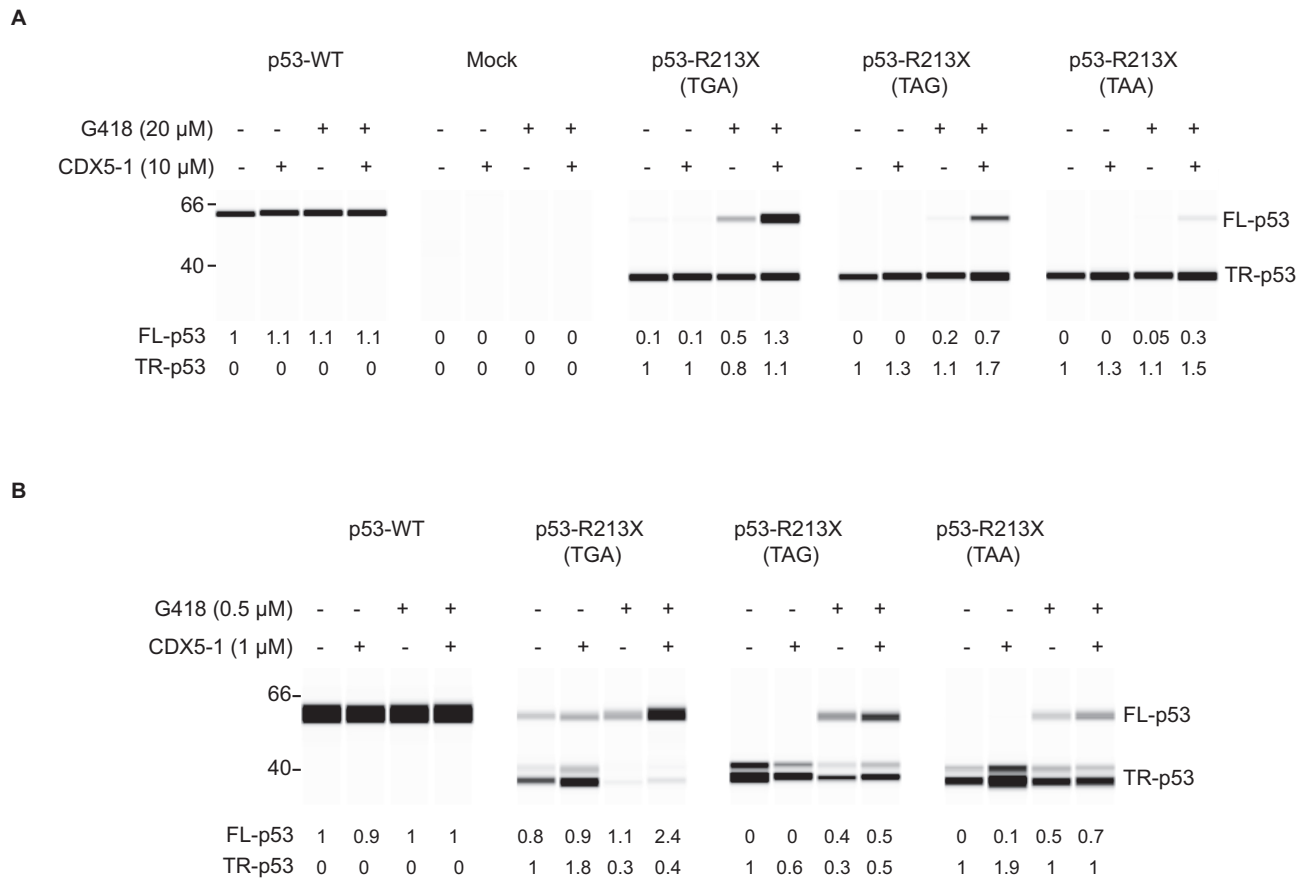 A
p53-WT Mock p53-R213X p53-R213X p53-R213X
(TGA) (TAG) (TAA)
G418 (20 µM) - - + + - - + + - - + + - - + + - - + +
CDX5-1 (10 µM) - + - + - + - + - + - + - + - + - + - +
66
FL-p53
40
TR-p53
FL-p53 1 1.1 1.1 1.1 0 0 0 0 0.1 0.1 0.5 1.3 0 0 0.2 0.7 0 0 0.05 0.3
TR-p53 0 0 0 0 0 0 0 0 1 1 0.8 1.1 1 1.3 1.1 1.7 1 1.3 1.1 1.5
B
p53-WT p53-R213X p53-R213X p53-R213X
(TGA) (TAG) (TAA)
G418 (0.5 µM) - - + + - - + + - - + + - - + +
CDX5-1 (1 µM) - + - + - + - + - + - + - + - +
66
FL-p53
40
TR-p53
FL-p53 1 0.9 1 1 0.8 0.9 1.1 2.4 0 0 0.4 0.5 0 0.1 0.5 0.7
TR-p53 0 0 0 0 1 1.8 0.3 0.4 1 0.6 0.3 0.5 1 1.9 1 1